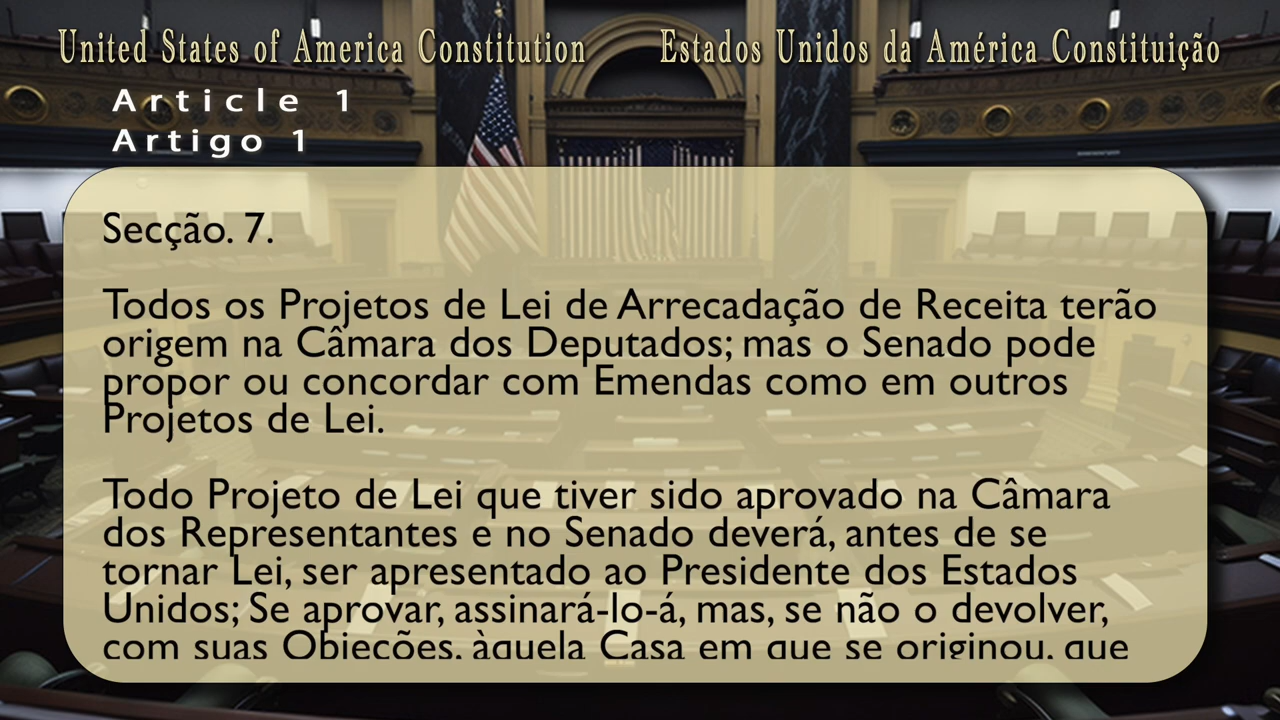 United States of America Constitution
Estados Unidos da América Constituição
Article 1
Artigo 1
Secção. 7.
Todos os Projetos de Lei de Arrecadação de Receita terão
origem na Câmara dos Deputados; mas o Senado pode
propor ou concordar com Emendas como em outros
Projetos de Lei.
Todo Projeto de Lei que tiver sido aprovado na Câmara
dos Representantes e no Senado deverá, antes de se
tornar Lei, ser apresentado ao Presidente dos Estados
Unidos; Se aprovar, assinará-lo-á, mas, se não o devolver,
com suas Objecções, àquela Casa em que se originou, que